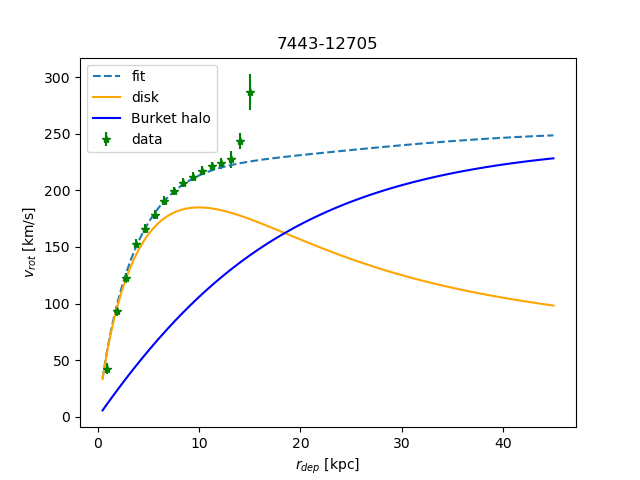 7443-12705
fit
disk
Burket halo
data
300
250
200
150
100
50
0
v_rot [km/s]
0 10 20 30 40
r_dep [kpc]